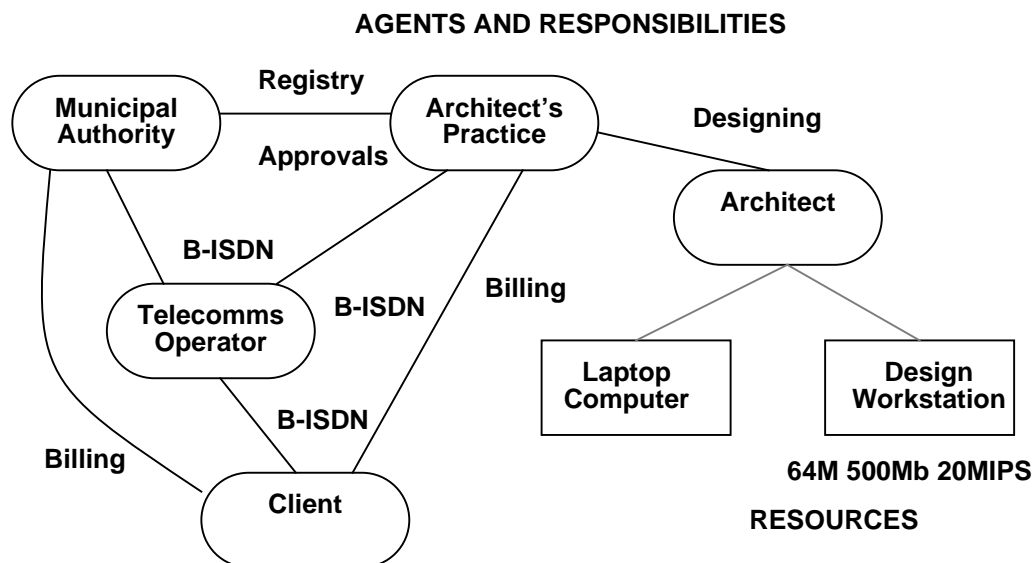 AGENTS AND RESPONSIBILITIES
Registry
Municipal
Authority
Architect's
Practice
Designing
Approvals
Architect
B-ISDN
B-ISDN
Billing
Telecomms
Operator
Laptop
Computer
Design
Workstation
B-ISDN
Billing
64M 500Mb 20MIPS
Client
RESOURCES